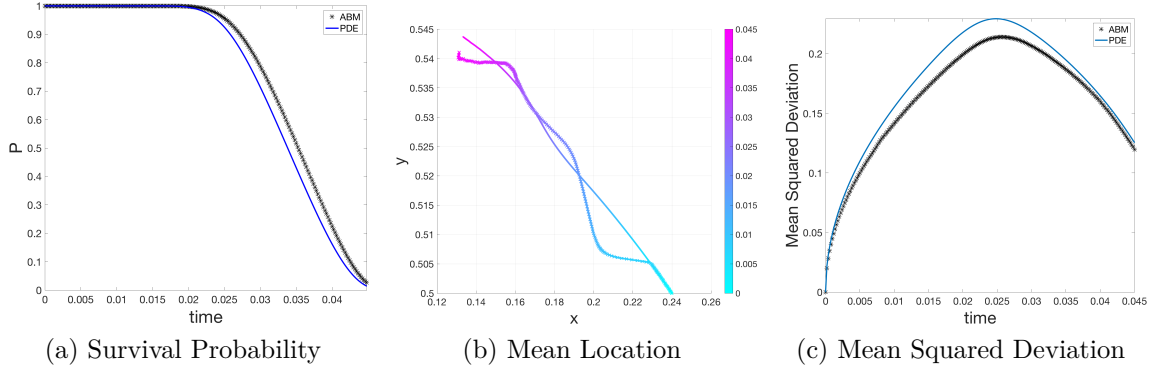 1
0.9
0.8
0.7
0.6
0.5
0.4
0.3
0.2
0.1
0
P
ABM
PDE
0 0.005 0.01 0.015 0.02 0.025 0.03 0.035 0.04
time
(a) Survival Probability
0.545
0.54
0.535
0.53
0.525
0.52
0.515
0.51
0.505
0.5
y
0.12 0.14 0.16 0.18 0.2 0.22 0.24 0.26
x
0.045
0.04
0.035
0.03
0.025
0.02
0.015
0.01
0.005
0
(b) Mean Location
0.2
0.15
0.1
0.05
0
Mean Squared Deviation
ABM
PDE
0 0.005 0.01 0.015 0.02 0.025 0.03 0.035 0.04 0.045
time
(c) Mean Squared Deviation